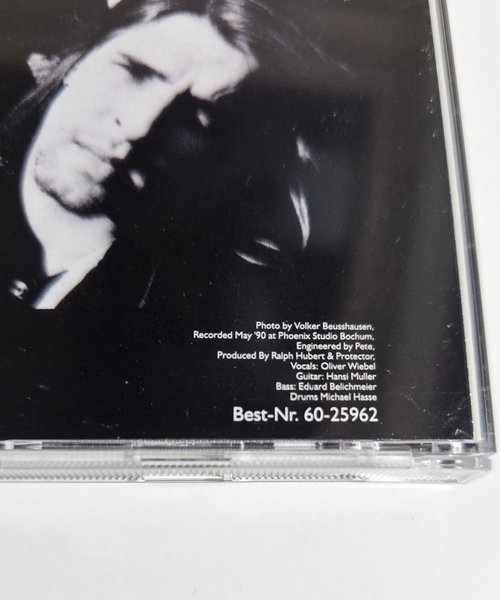 Photo by Volker Beusshausen,
Recorded May '90 at Phoenix Studio Bochum,
Engineered by Pete,
Produced By Ralph Hubert & Protector,
Vocals: Oliver Wiebel
Guitar: Hansi Muller
Bass: Eduard Belichmeier
Drums Michael Hasse
Best-Nr. 60-25962